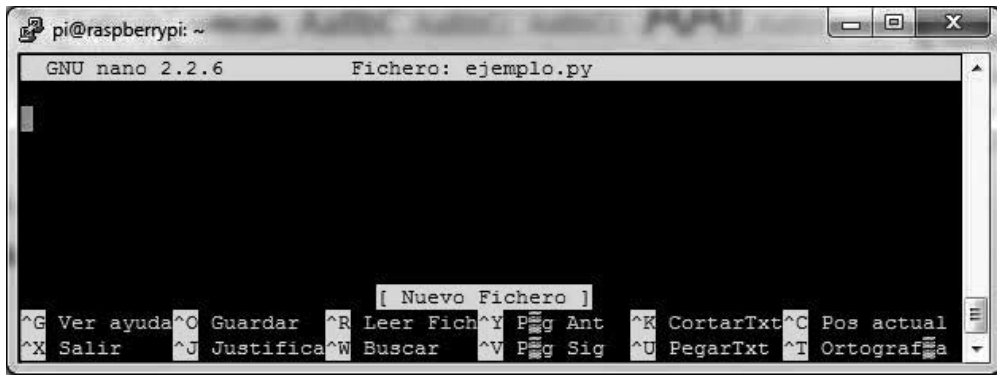 pi@raspberrypi: ~
GNU nano 2.2.6 Fichero: ejemplo.py
[ Nuevo Fichero ]
^G Ver ayuda ^O Guardar ^R Leer Fich ^Y P▒g Ant ^K CortarTxt ^C Pos actual
^X Salir ^J Justifica ^W Buscar ^V P▒g Sig ^U PegarTxt ^T Ortograf▒a